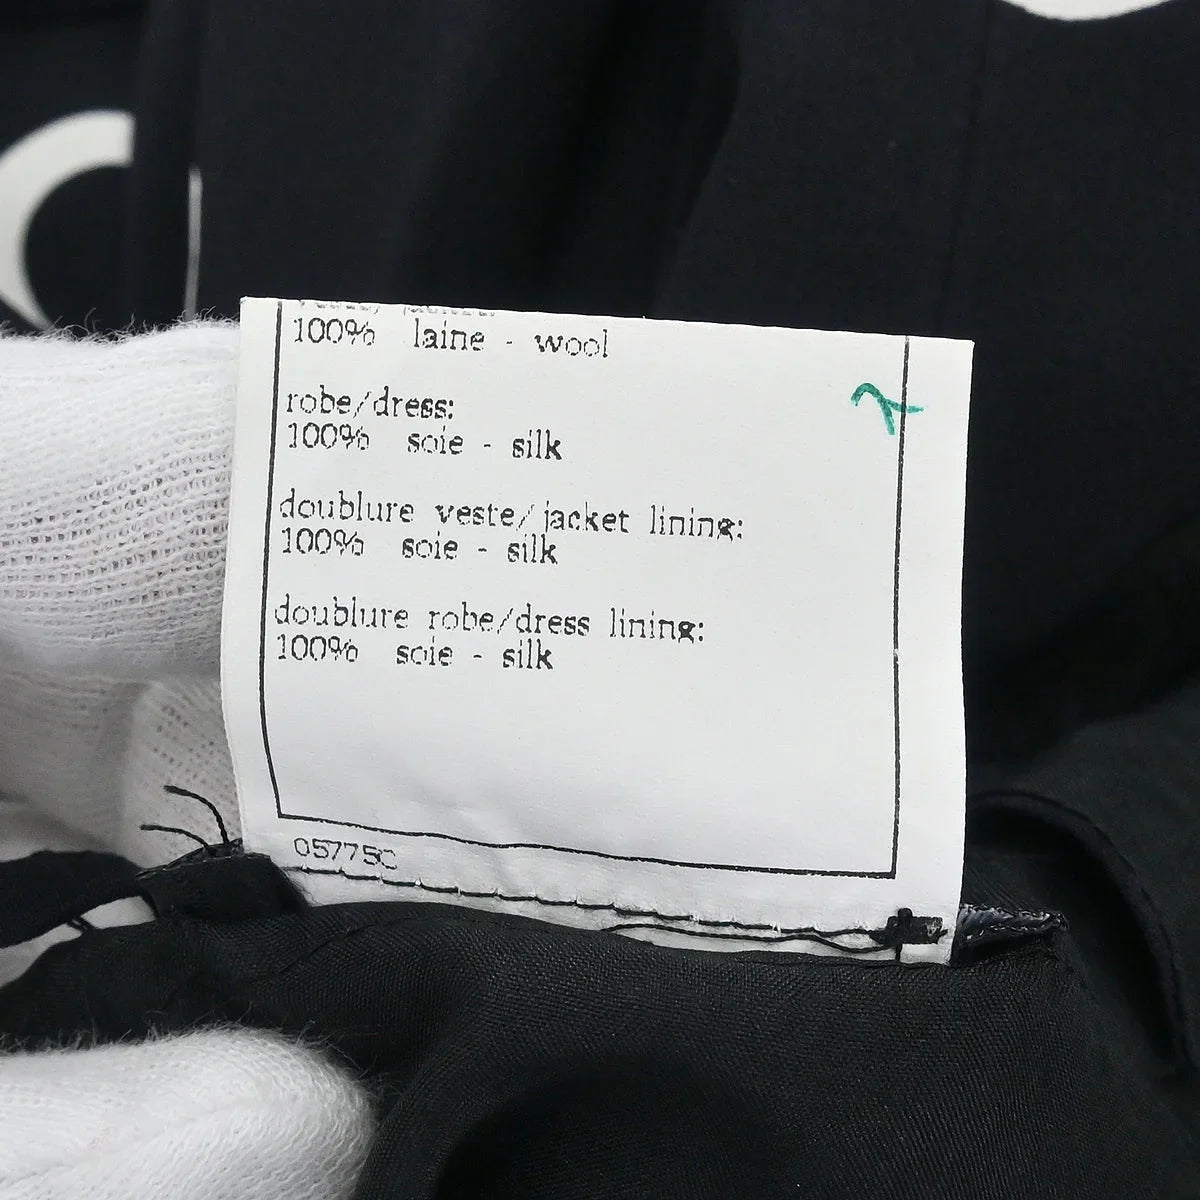 100% laine - wool
robe/dress:
100% soie - silk
doublure veste/jacket lining:
100% soie - silk
doublure robe/dress lining:
100% soie - silk